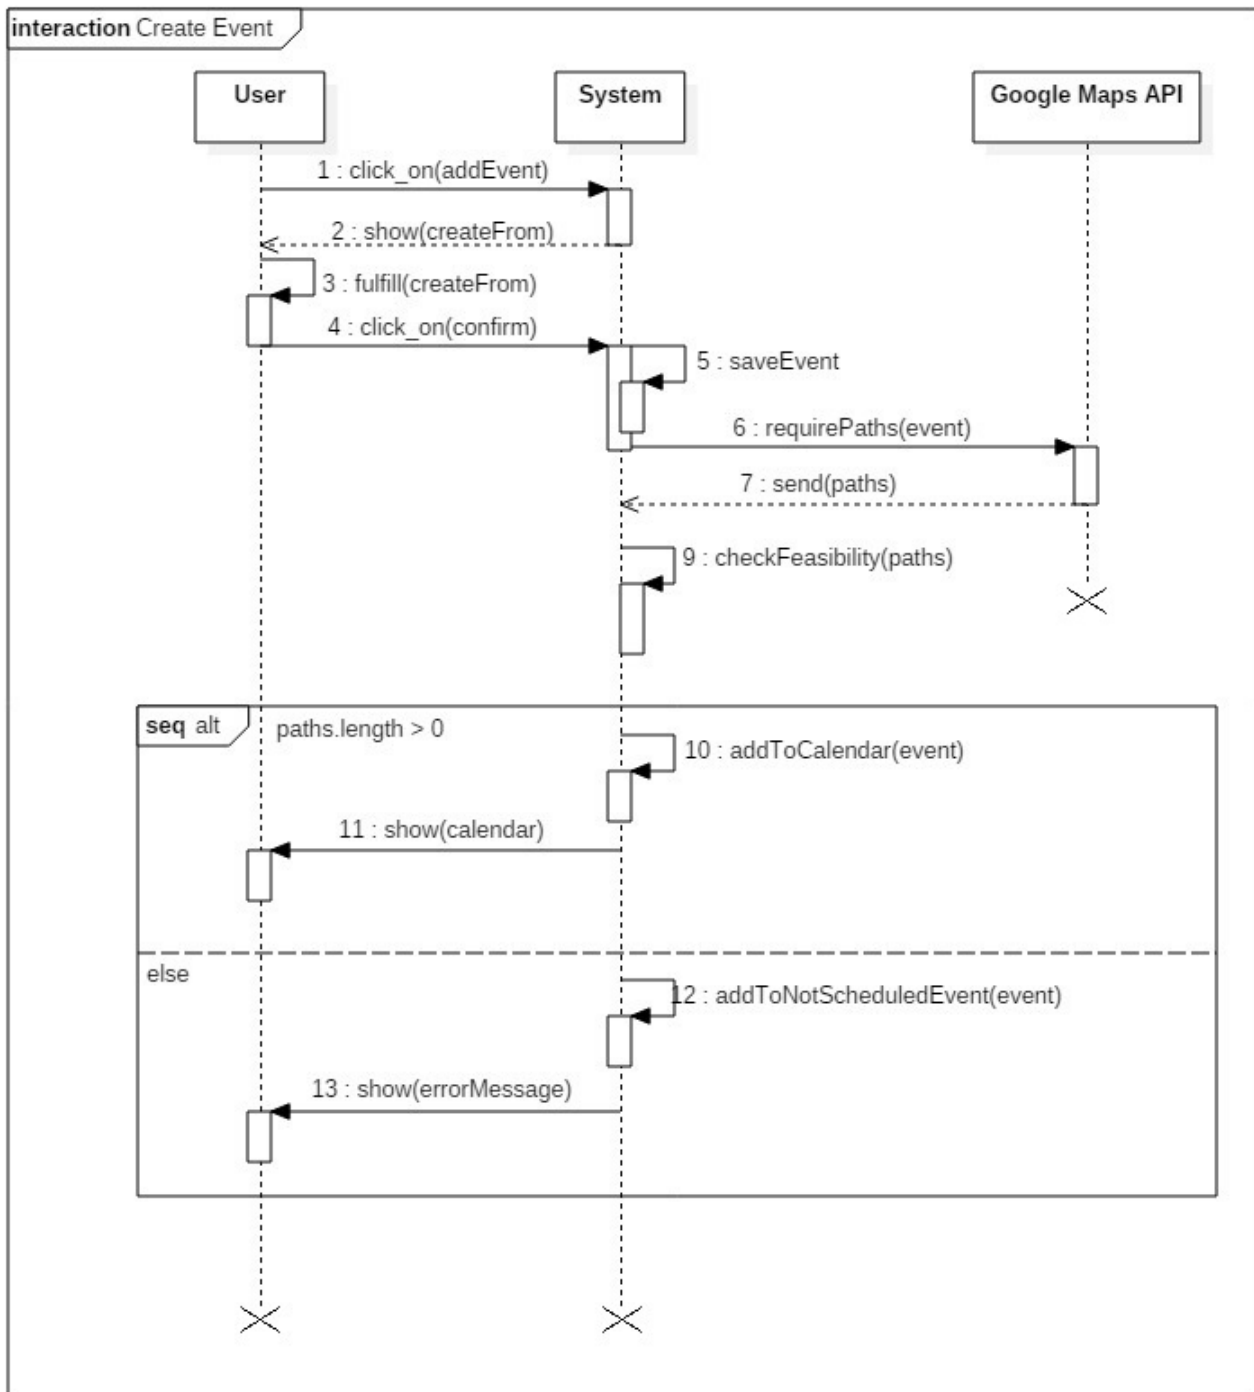 interaction Create Event
User
System
Google Maps API
1 : click_on(addEvent)
2 : show(createFrom)
3 : fulfill(createFrom)
4 : click_on(confirm)
5 : saveEvent
6 : requirePaths(event)
7 : send(paths)
9 : checkFeasibility(paths)
seq alt
paths.length > 0
10 : addToCalendar(event)
11 : show(calendar)
else
12 : addToNotScheduledEvent(event)
13 : show(errorMessage)